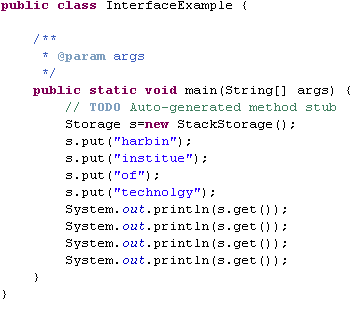 public class InterfaceExample {
/**
* @param args
*/
public static void main(String[] args) {
// TODO Auto-generated method stub
Storage s=new StackStorage();
s.put("harbin");
s.put("institue");
s.put("of");
s.put("technolgy");
System.out.println(s.get());
System.out.println(s.get());
System.out.println(s.get());
System.out.println(s.get());
}
}